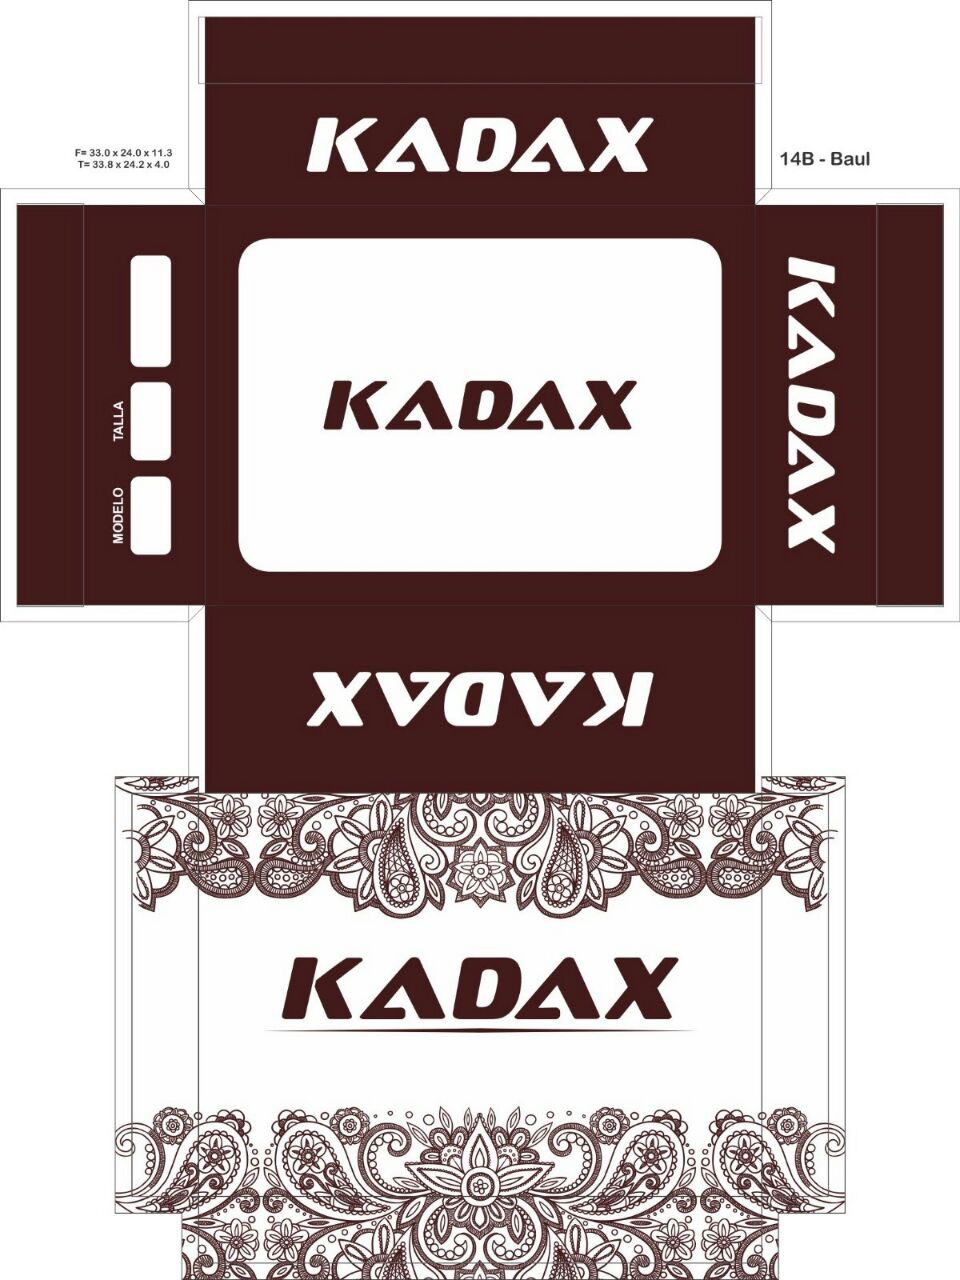 KADAX
F= 33.0 x 24.0 x 11.3
T= 33.8 x 24.2 x 4.0
14B - Baul
TALLA
MODELO
KADAX
KADAX
KADAX
KADAX